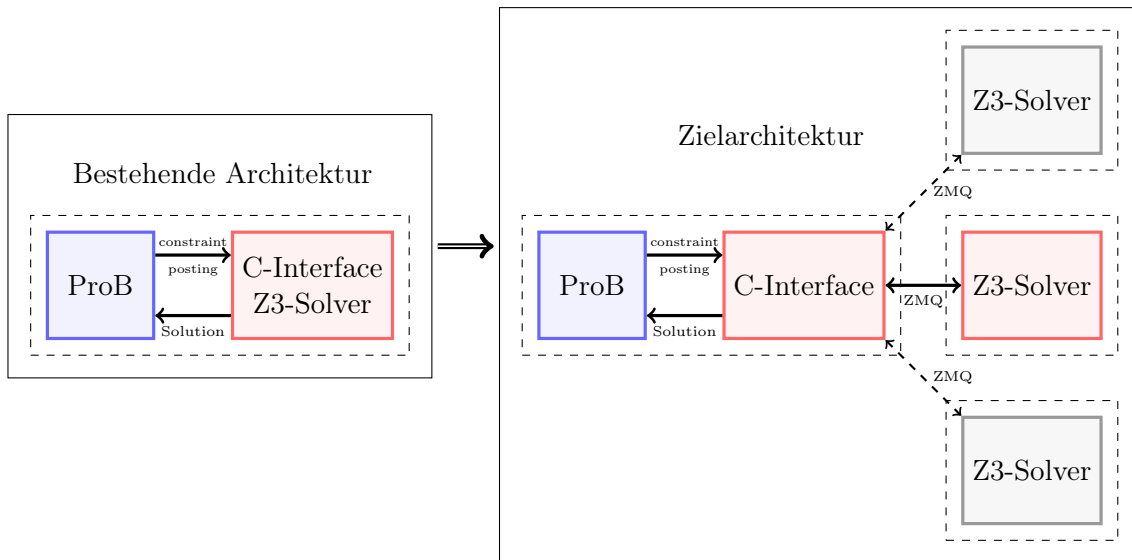 Bestehende Architektur
ProB
constraint
posting
Solution
C-Interface
Z3-Solver
Zielarchitektur
ProB
constraint
posting
Solution
C-Interface
ZMQ
Z3-Solver
ZMQ
Z3-Solver
ZMQ
Z3-Solver